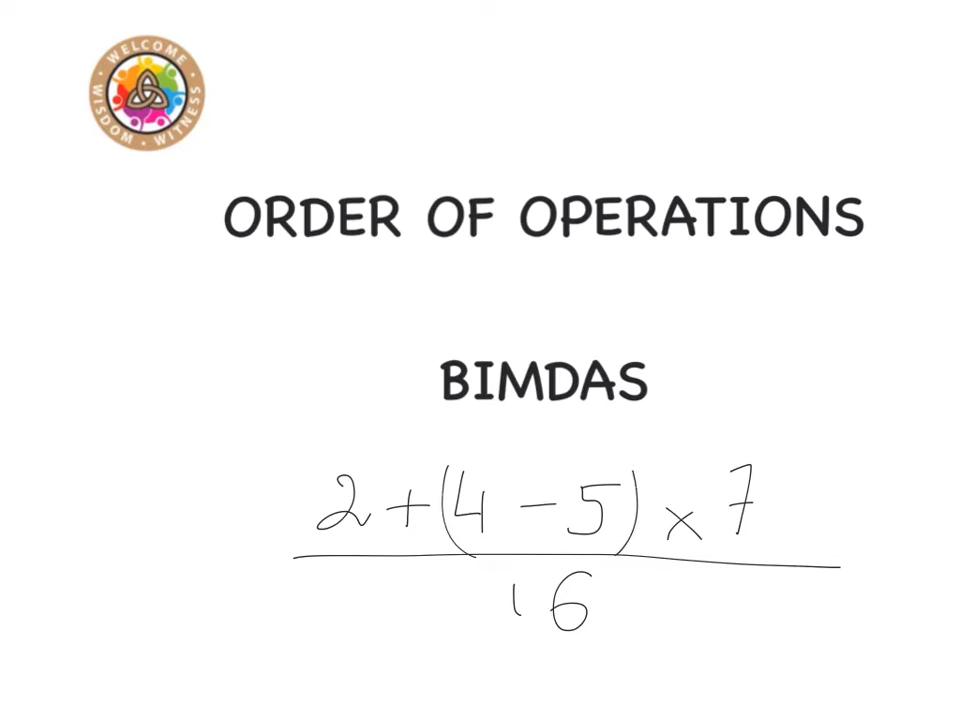 WELCOME · WITNESS · WISDOM ·
ORDER OF OPERATIONS
BIMDAS
2 + (4 - 5) × 7
16